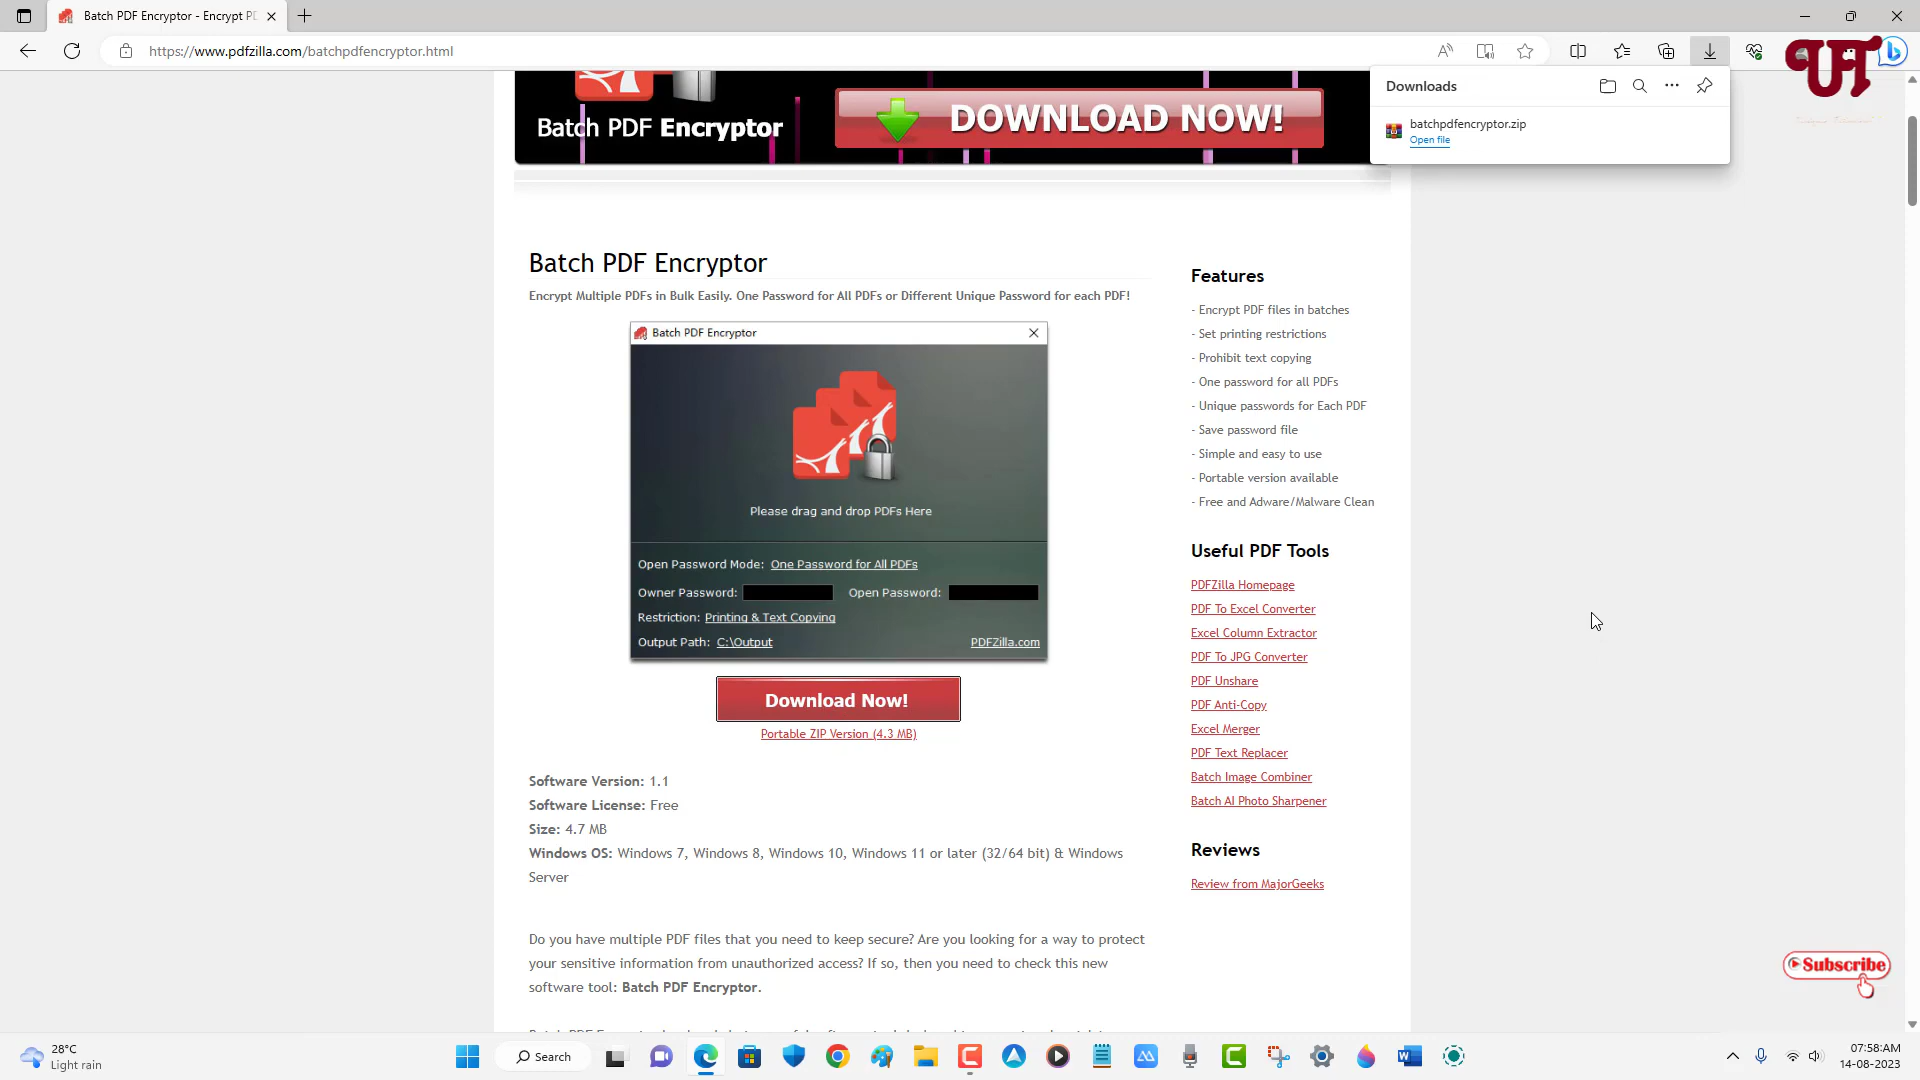 Batch PDF Encryptor - Encrypt PD
https://www.pdfzilla.com/batchpdfencryptor.html
UT
Downloads
batchpdfencryptor.zip
Open file
Batch PDF Encryptor
DOWNLOAD NOW!
Batch PDF Encryptor
Encrypt Multiple PDFs in Bulk Easily. One Password for All PDFs or Different Unique Password for each PDF!
Batch PDF Encryptor
Please drag and drop PDFs Here
Open Password Mode: One Password for All PDFs
Owner Password: Open Password:
Restriction: Printing & Text Copying
Output Path: C:\Output PDFZilla.com
Download Now!
Portable ZIP Version (4.3 MB)
Software Version: 1.1
Software License: Free
Size: 4.7 MB
Windows OS: Windows 7, Windows 8, Windows 10, Windows 11 or later (32/64 bit) & Windows
Server
Do you have multiple PDF files that you need to keep secure? Are you looking for a way to protect
your sensitive information from unauthorized access? If so, then you need to check this new
software tool: Batch PDF Encryptor.
Features
- Encrypt PDF files in batches
- Set printing restrictions
- Prohibit text copying
- One password for all PDFs
- Unique passwords for Each PDF
- Save password file
- Simple and easy to use
- Portable version available
- Free and Adware/Malware Clean
Useful PDF Tools
PDFZilla Homepage
PDF To Excel Converter
Excel Column Extractor
PDF To JPG Converter
PDF Unshare
PDF Anti-Copy
Excel Merger
PDF Text Replacer
Batch Image Combiner
Batch AI Photo Sharpener
Reviews
Review from MajorGeeks
Subscribe
28°C
Light rain
Search
07:58:AM
14-08-2023